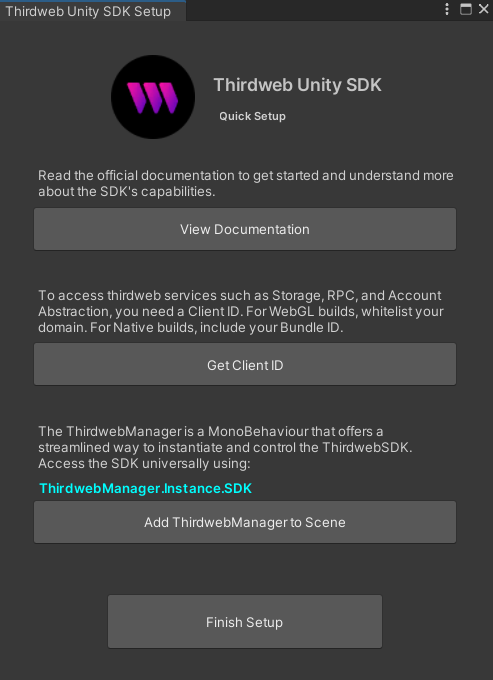 Thirdweb Unity SDK Setup
Thirdweb Unity SDK
Quick Setup
Read the official documentation to get started and understand more
about the SDK's capabilities.
View Documentation
To access thirdweb services such as Storage, RPC, and Account
Abstraction, you need a Client ID. For WebGL builds, whitelist your
domain. For Native builds, include your Bundle ID.
Get Client ID
The ThirdwebManager is a MonoBehaviour that offers a
streamlined way to instantiate and control the ThirdwebSDK.
Access the SDK universally using:
ThirdwebManager.Instance.SDK
Add ThirdwebManager to Scene
Finish Setup